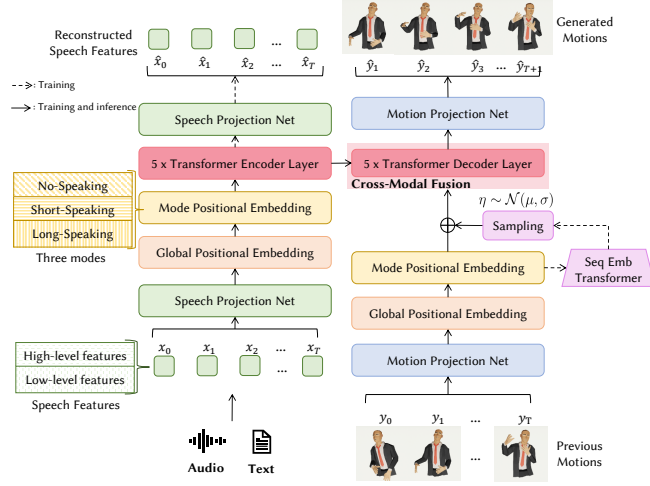 Reconstructed
Speech Features
x̂₀ x̂₁ x̂₂ ... x̂_T
...
Generated
Motions
ŷ₁ ŷ₂ ŷ₃ ... ŷ_{T+1}
: Training
: Training and inference
Speech Projection Net
Motion Projection Net
5 x Transformer Encoder Layer
5 x Transformer Decoder Layer
Cross-Modal Fusion
No-Speaking
Short-Speaking
Long-Speaking
Three modes
Mode Positional Embedding
η ∼ N(μ, σ)
Sampling
Global Positional Embedding
Mode Positional Embedding
Seq Emb
Transformer
Speech Projection Net
Global Positional Embedding
x₀ x₁ x₂ ... x_T
...
High-level features
Low-level features
Speech Features
Motion Projection Net
y₀ y₁ ... y_T
...
Audio
Text
Previous
Motions